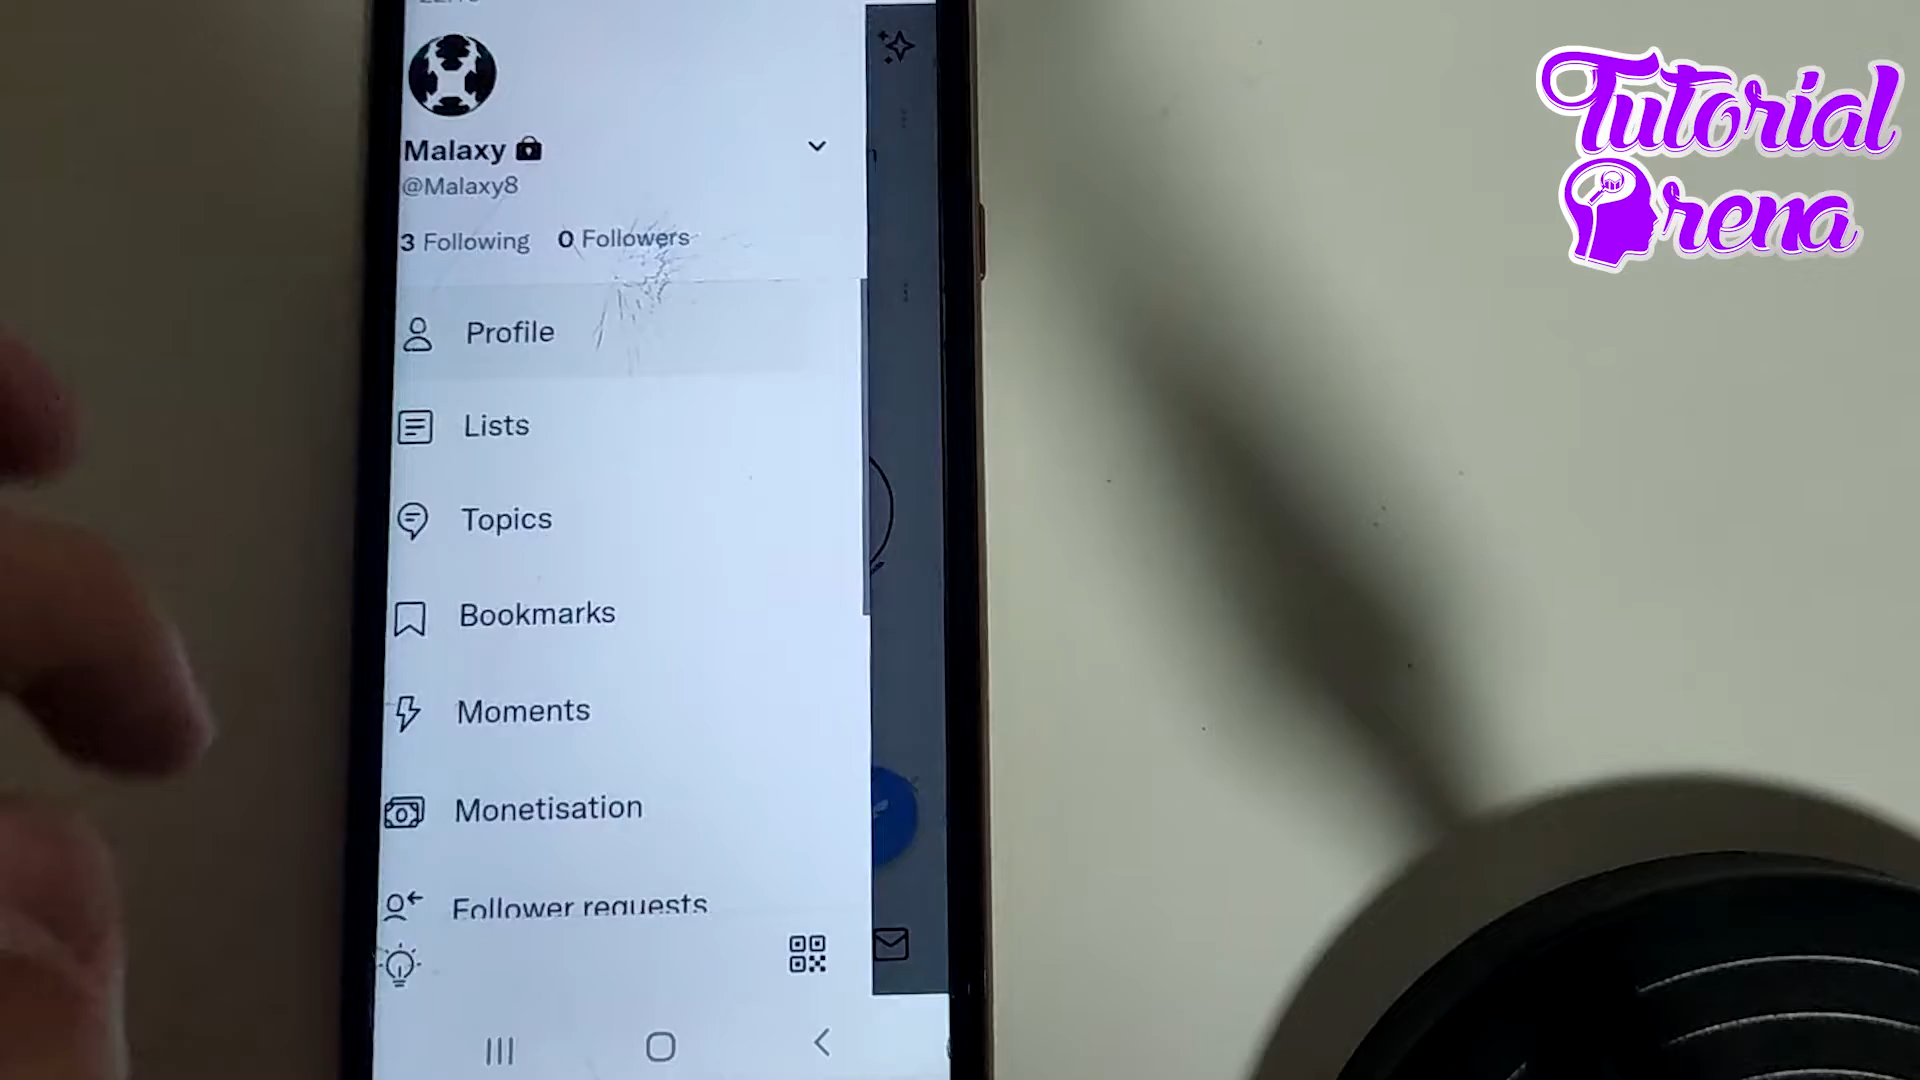 Malaxy
@Malaxy8
3 Following 0 Followers
Profile
Lists
Topics
Bookmarks
Moments
Monetisation
Follower requests
Tutorial
Arena